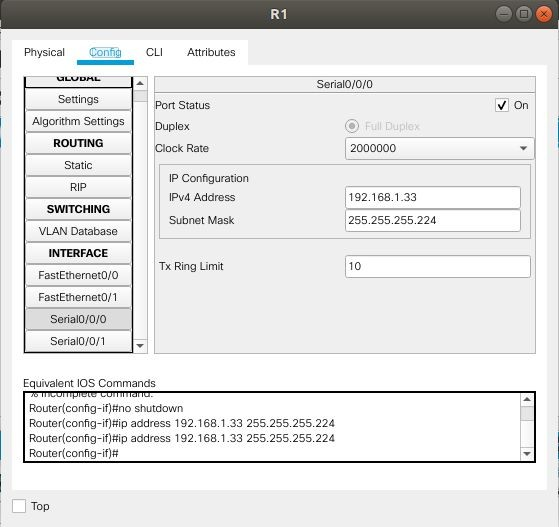 R1
Physical Config CLI Attributes
GLOBAL
Settings
Algorithm Settings
ROUTING
Static
RIP
SWITCHING
VLAN Database
INTERFACE
FastEthernet0/0
FastEthernet0/1
Serial0/0/0
Serial0/0/1
Serial0/0/0
Port Status On
Duplex Full Duplex
Clock Rate 2000000
IP Configuration
IPv4 Address 192.168.1.33
Subnet Mask 255.255.255.224
Tx Ring Limit 10
Equivalent IOS Commands
% Incomplete command.
Router(config-if)#no shutdown
Router(config-if)#ip address 192.168.1.33 255.255.255.224
Router(config-if)#ip address 192.168.1.33 255.255.255.224
Router(config-if)#
Top